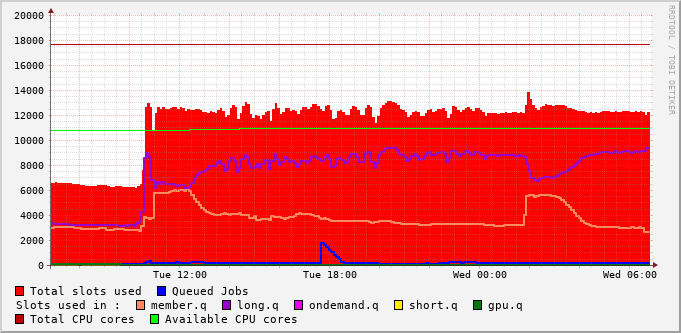 20000
18000
16000
14000
12000
10000
8000
6000
4000
2000
0
Tue 12:00 Tue 18:00 Wed 00:00 Wed 06:00
RRDTOOL / TOBI OETIKER
Total slots used Queued Jobs
Slots used in : member.q long.q ondemand.q short.q gpu.q
Total CPU cores Available CPU cores